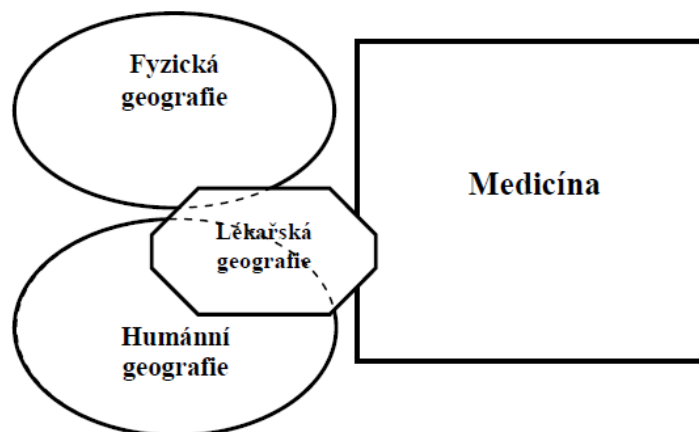 Fyzická
geografie
Medicína
Lékařská
geografie
Humánní
geografie